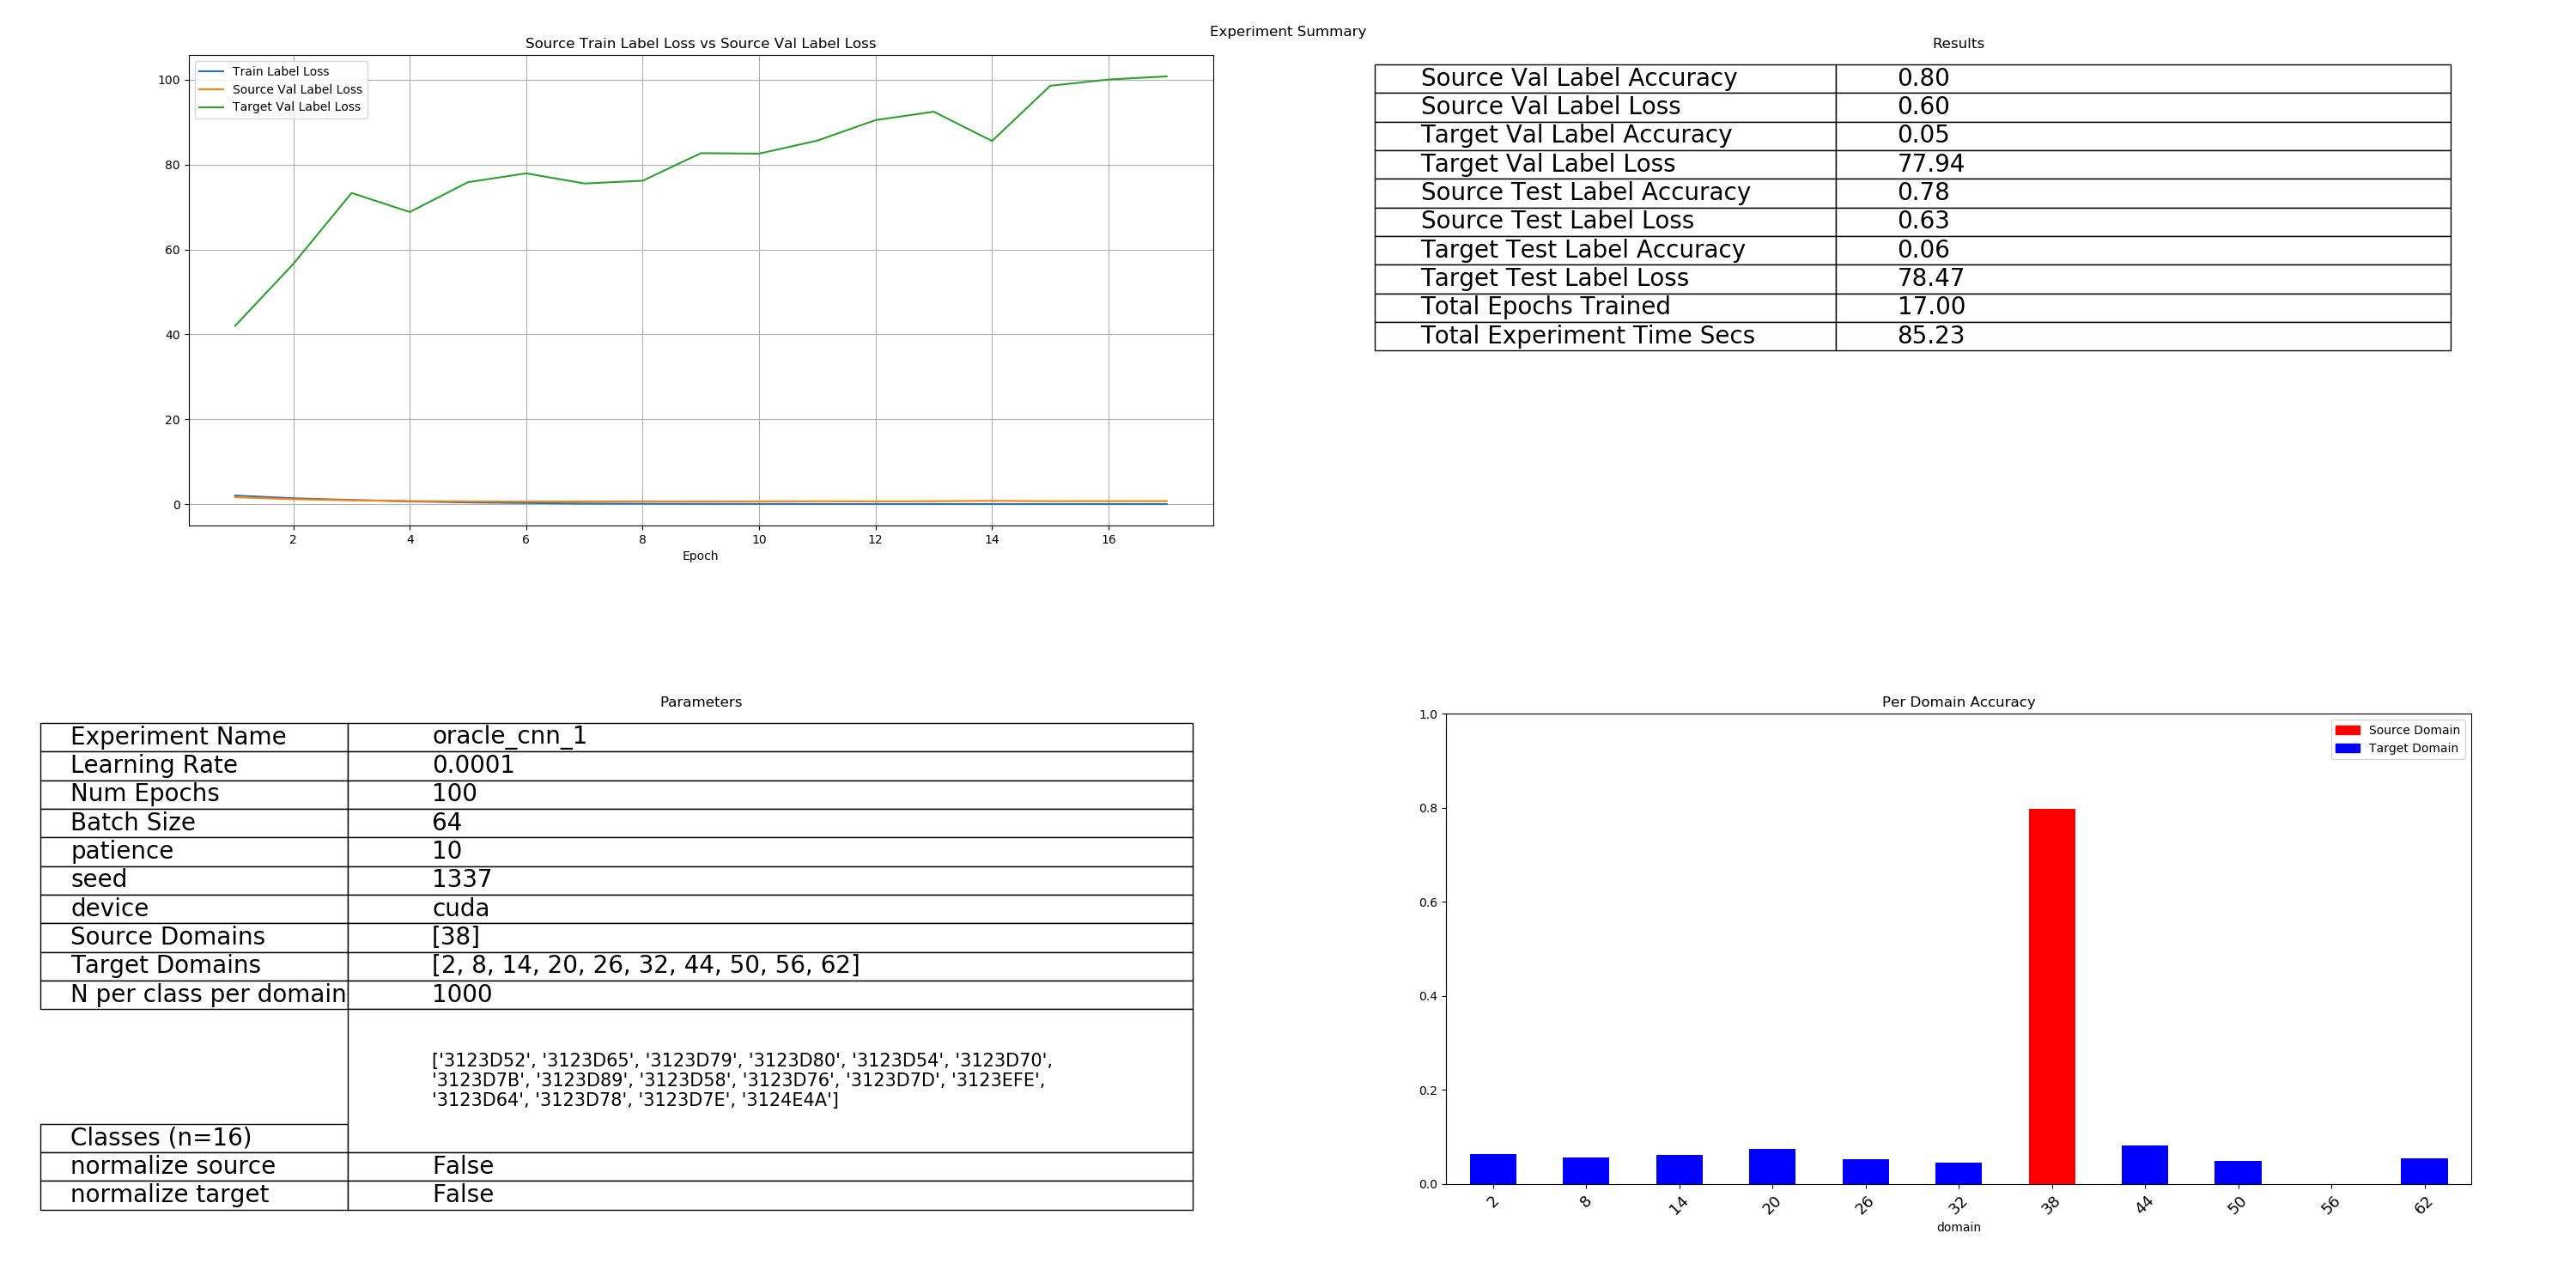 Experiment Summary
Source Train Label Loss vs Source Val Label Loss
Train Label Loss
Source Val Label Loss
Target Val Label Loss
100
80
60
40
20
0
2 4 6 8 10 12 14 16
Epoch
Results
Source Val Label Accuracy 0.80
Source Val Label Loss 0.60
Target Val Label Accuracy 0.05
Target Val Label Loss 77.94
Source Test Label Accuracy 0.78
Source Test Label Loss 0.63
Target Test Label Accuracy 0.06
Target Test Label Loss 78.47
Total Epochs Trained 17.00
Total Experiment Time Secs 85.23
Parameters
Experiment Name oracle_cnn_1
Learning Rate 0.0001
Num Epochs 100
Batch Size 64
patience 10
seed 1337
device cuda
Source Domains [38]
Target Domains [2, 8, 14, 20, 26, 32, 44, 50, 56, 62]
N per class per domain 1000
['3123D52', '3123D65', '3123D79', '3123D80', '3123D54', '3123D70',
'3123D7B', '3123D89', '3123D58', '3123D76', '3123D7D', '3123EFE',
'3123D64', '3123D78', '3123D7E', '3124E4A']
Classes (n=16)
normalize source False
normalize target False
Per Domain Accuracy
Source Domain
Target Domain
1.0
0.8
0.6
0.4
0.2
0.0
2 8 14 20 26 32 38 44 50 56 62
domain